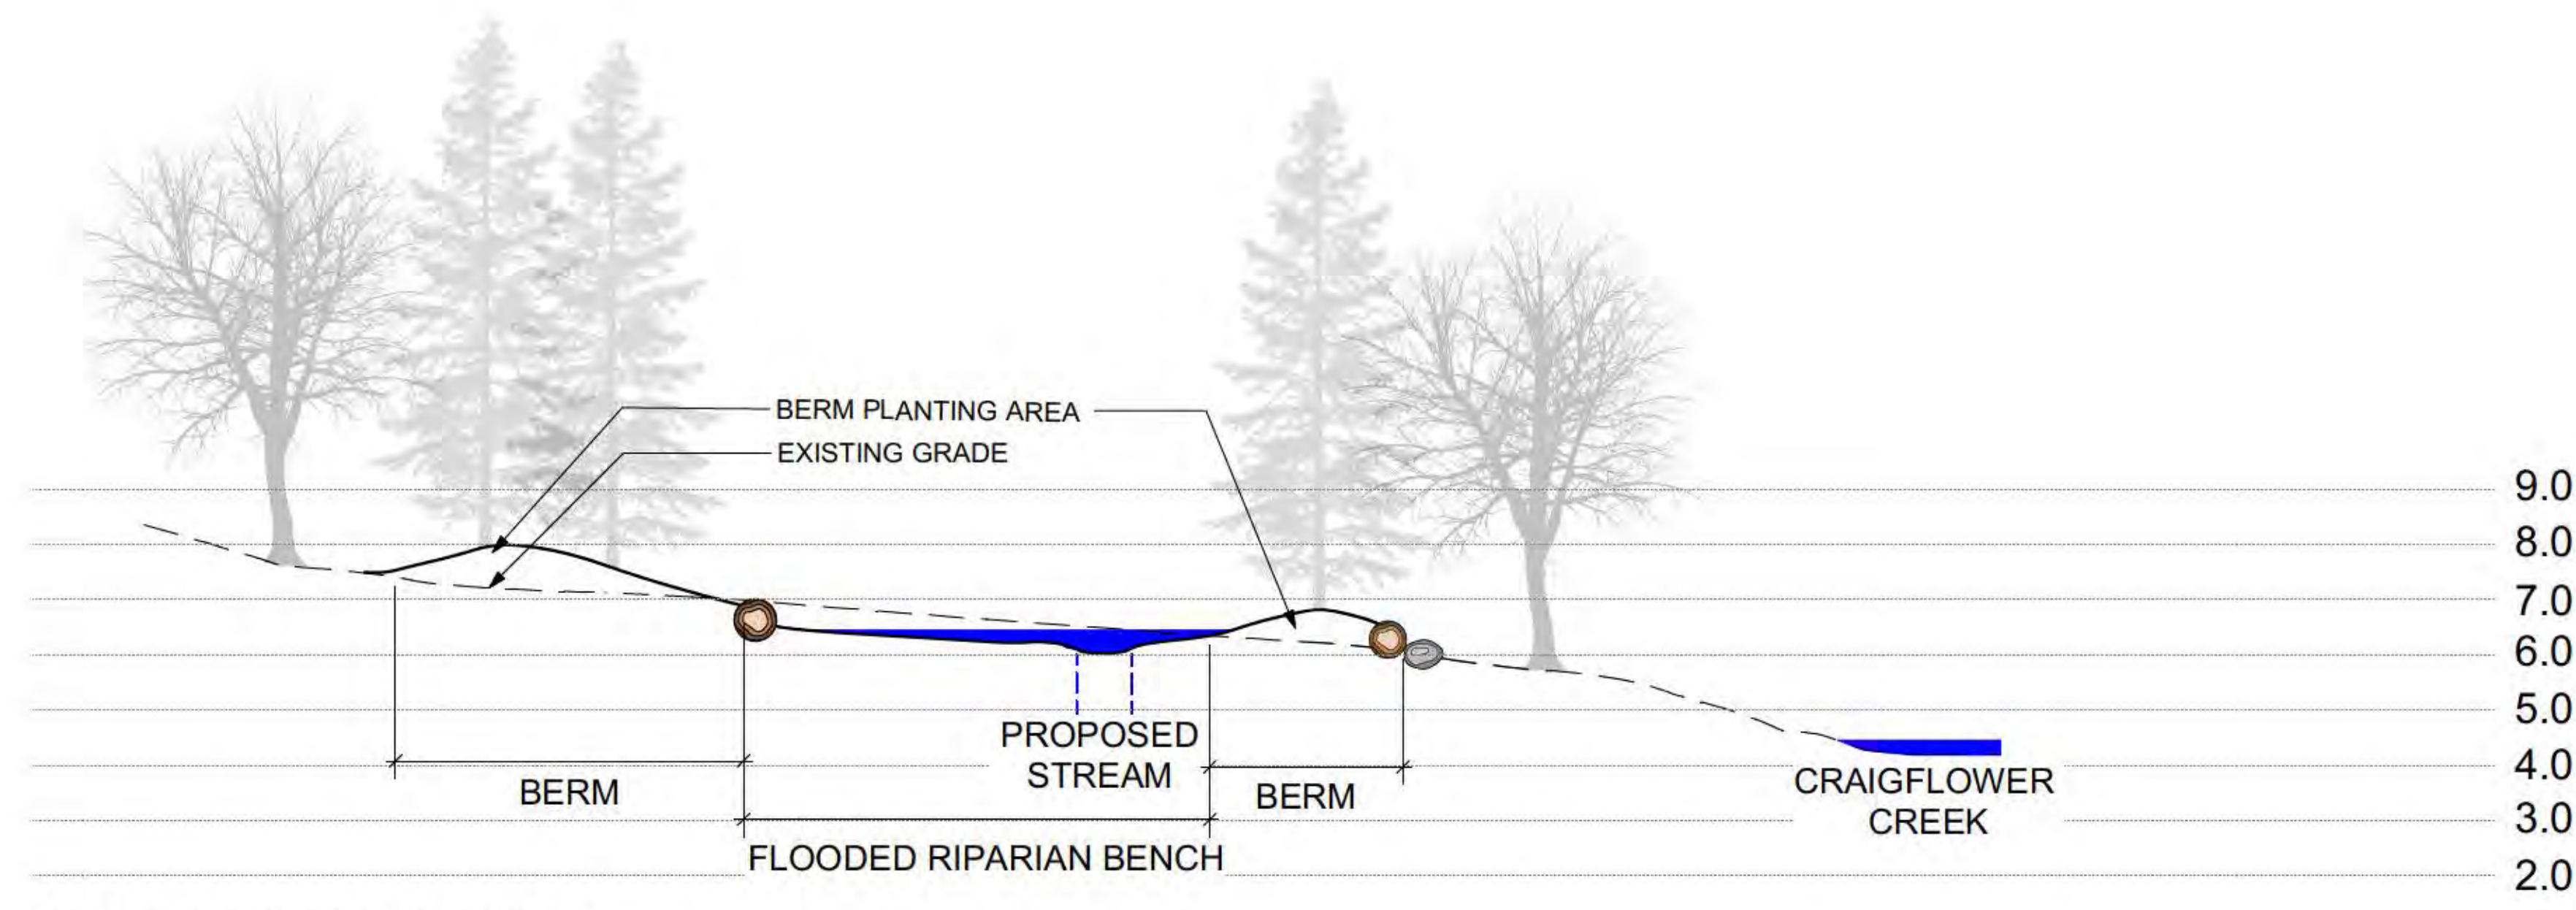 BERM PLANTING AREA
EXISTING GRADE
9.0
8.0
7.0
6.0
5.0
4.0
3.0
2.0
PROPOSED
STREAM
BERM
BERM
FLOODED RIPARIAN BENCH
CRAIGFLOWER
CREEK